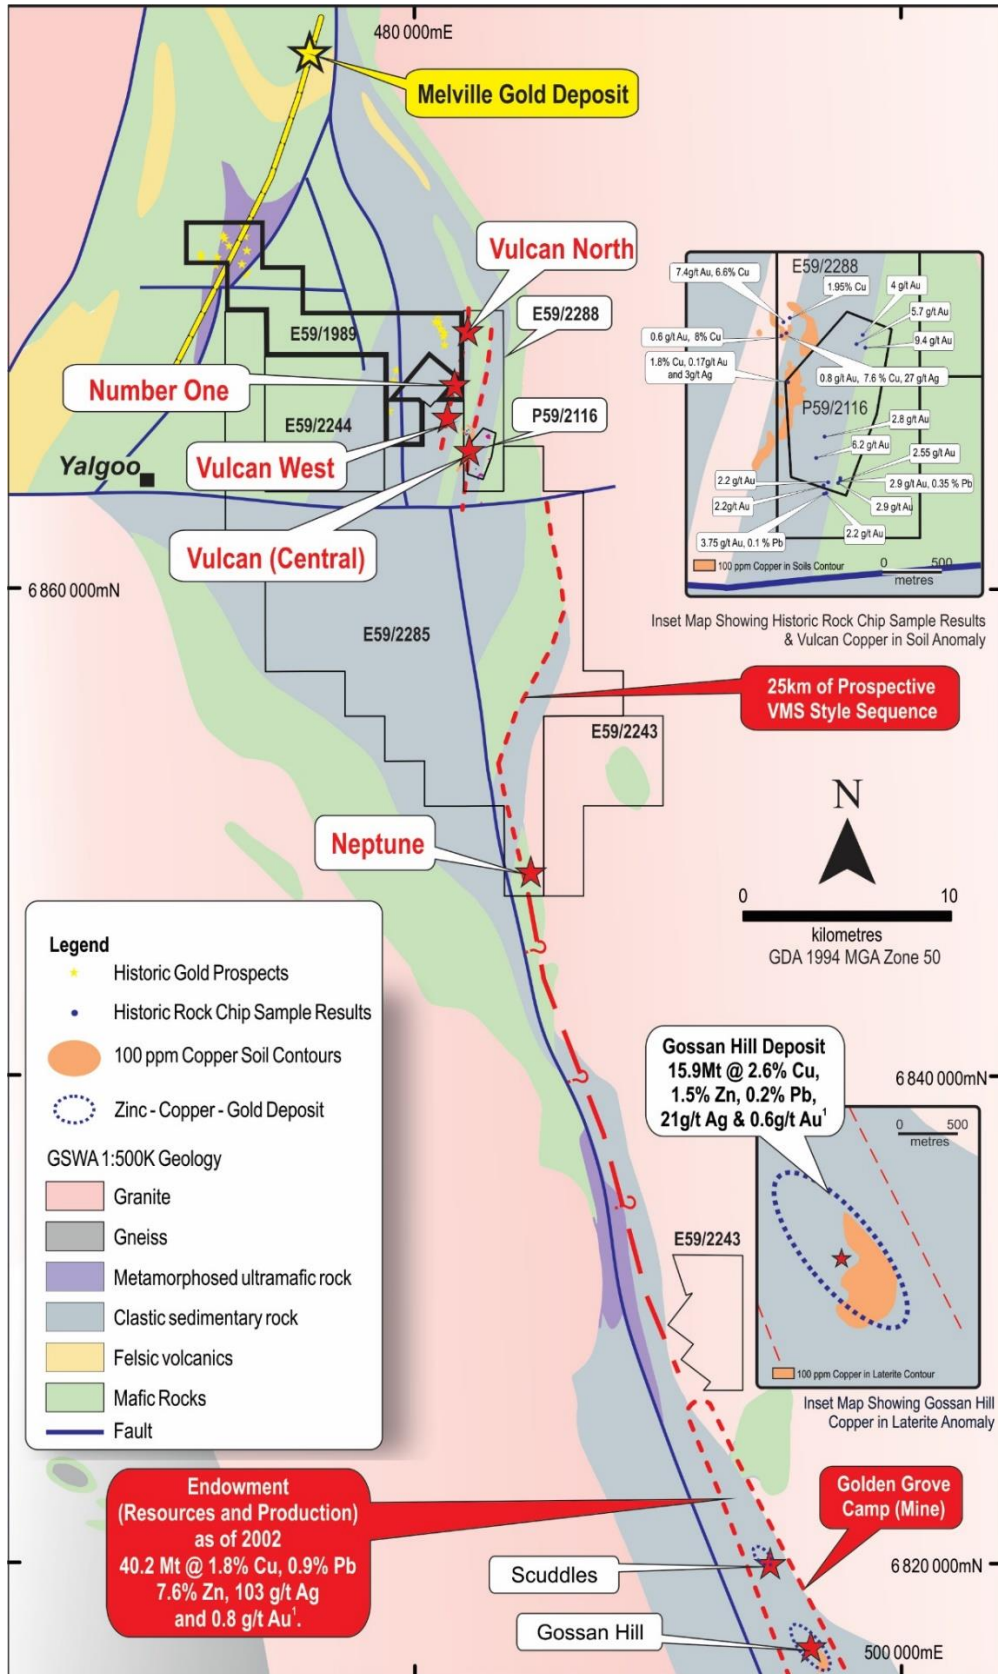 480 000mE
Melville Gold Deposit
Vulcan North
E59/1989
E59/2288
Number One
E59/2244
P59/2116
Vulcan West
Yalgoo
Vulcan (Central)
6 860 000mN
E59/2285
E59/2288
7.4g/t Au, 6.6% Cu
1.95% Cu
4 g/t Au
5.7 g/t Au
0.6 g/t Au, 8% Cu
9.4 g/t Au
1.8% Cu, 0.17g/t Au
and 3g/t Ag
0.8 g/t Au, 7.6 % Cu, 27 g/t Ag
P59/2116
2.8 g/t Au
6.2 g/t Au
2.55 g/t Au
2.2 g/t Au
2.9 g/t Au, 0.35 % Pb
2.2g/t Au
2.9 g/t Au
3.75 g/t Au, 0.1 % Pb
2.2 g/t Au
100 ppm Copper in Soils Contour
0 500
metres
Inset Map Showing Historic Rock Chip Sample Results
& Vulcan Copper in Soil Anomaly
25km of Prospective
VMS Style Sequence
E59/2243
Neptune
N
0 10
kilometres
GDA 1994 MGA Zone 50
?
?
?
Legend
Historic Gold Prospects
Historic Rock Chip Sample Results
100 ppm Copper Soil Contours
Zinc - Copper - Gold Deposit
GSWA 1:500K Geology
Granite
Gneiss
Metamorphosed ultramafic rock
Clastic sedimentary rock
Felsic volcanics
Mafic Rocks
Fault
Gossan Hill Deposit
15.9Mt @ 2.6% Cu,
1.5% Zn, 0.2% Pb,
21g/t Ag & 0.6g/t Au¹
6 840 000mN
0 500
metres
E59/2243
100 ppm Copper in Laterite Contour
Inset Map Showing Gossan Hill
Copper in Laterite Anomaly
Endowment
(Resources and Production)
as of 2002
40.2 Mt @ 1.8% Cu, 0.9% Pb
7.6% Zn, 103 g/t Ag
and 0.8 g/t Au¹.
Golden Grove
Camp (Mine)
Scuddles
6 820 000mN
Gossan Hill
500 000mE